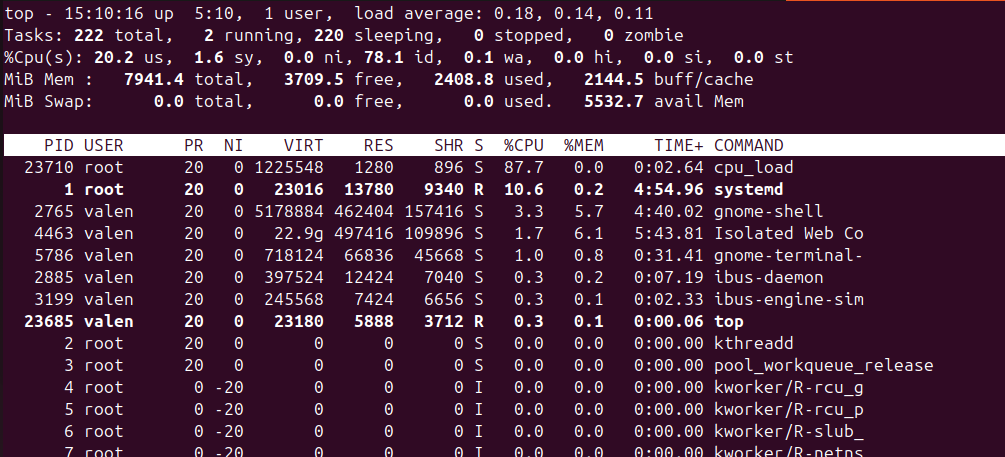 top - 15:10:16 up  5:10,  1 user,  load average: 0.18, 0.14, 0.11
Tasks: 222 total,   2 running, 220 sleeping,   0 stopped,   0 zombie
%Cpu(s): 20.2 us,  1.6 sy,  0.0 ni, 78.1 id,  0.1 wa,  0.0 hi,  0.0 si,  0.0 st
MiB Mem :   7941.4 total,   3709.5 free,   2408.8 used,   2144.5 buff/cache
MiB Swap:      0.0 total,      0.0 free,      0.0 used.   5532.7 avail Mem
PID USER      PR  NI    VIRT    RES    SHR S  %CPU  %MEM     TIME+ COMMAND
23710 root      20   0 1225548   1280    896 S  87.7   0.0   0:02.64 cpu_load
1 root      20   0   23016  13780   9340 R  10.6   0.2   4:54.96 systemd
2765 valen     20   0 5178884 462404 157416 S   3.3   5.7   4:40.02 gnome-shell
4463 valen     20   0   22.9g 497416 109896 S   1.7   6.1   5:43.81 Isolated Web Co
5786 valen     20   0  718124  66836  45668 S   1.0   0.8   0:31.41 gnome-terminal-
2885 valen     20   0  397524  12424   7040 S   0.3   0.2   0:07.19 ibus-daemon
3199 valen     20   0  245568   7424   6656 S   0.3   0.1   0:02.33 ibus-engine-sim
23685 valen     20   0   23180   5888   3712 R   0.3   0.1   0:00.06 top
2 root      20   0       0      0      0 S   0.0   0.0   0:00.00 kthreadd
3 root      20   0       0      0      0 S   0.0   0.0   0:00.00 pool_workqueue_release
4 root       0 -20       0      0      0 I   0.0   0.0   0:00.00 kworker/R-rcu_g
5 root       0 -20       0      0      0 I   0.0   0.0   0:00.00 kworker/R-rcu_p
6 root       0 -20       0      0      0 I   0.0   0.0   0:00.00 kworker/R-slub_
7 root       0 -20       0      0      0 I   0.0   0.0   0:00.00 kworker/R-netns